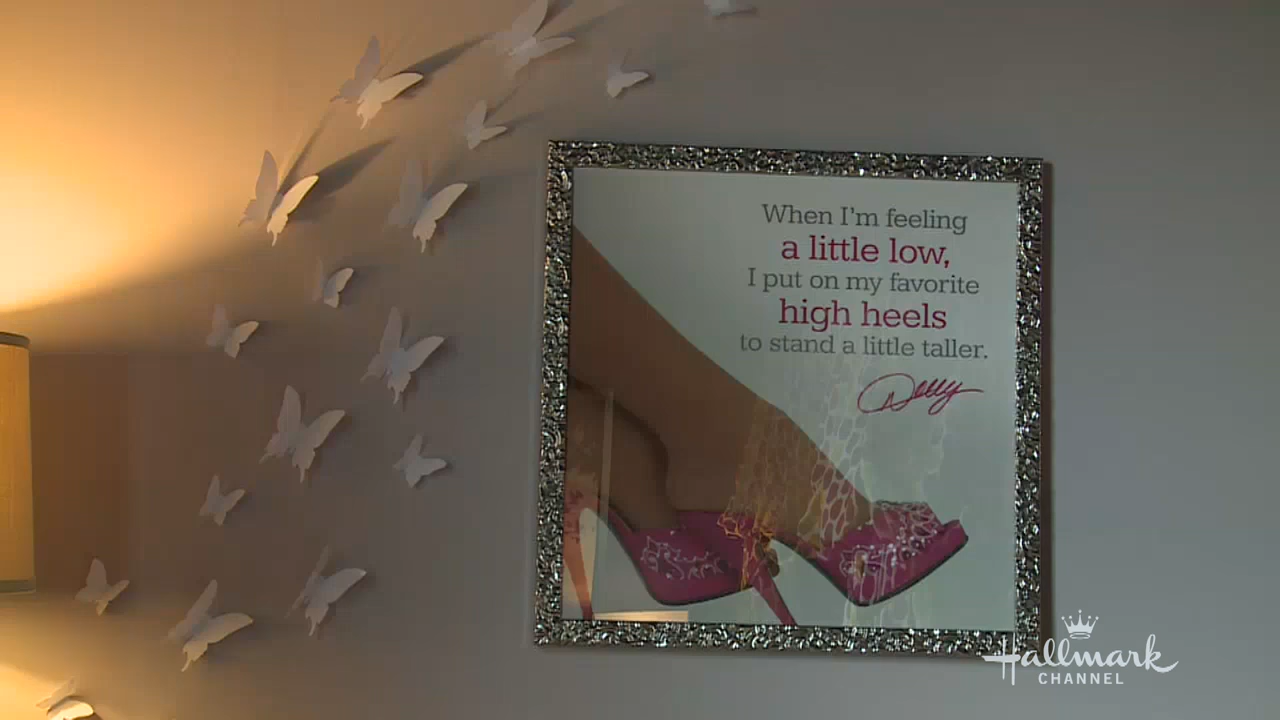 When I'm feeling
a little low,
I put on my favorite
high heels
to stand a little taller.
Dolly
Hallmark
CHANNEL